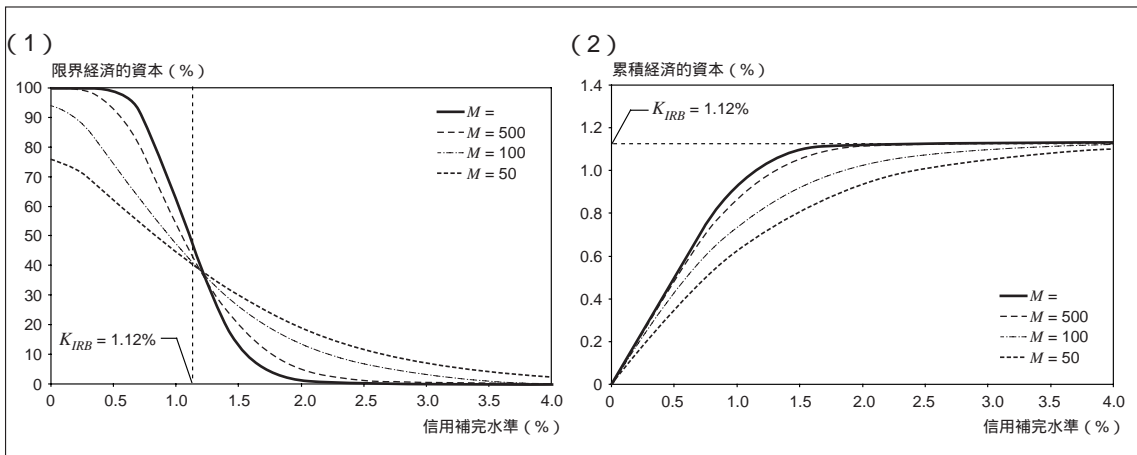 （1）
限界経済的資本（%）
100
90
80
70
60
50
40
30
20
10
0
0
0.5
1.0
1.5
2.0
2.5
3.0
3.5
4.0
信用補完水準（%）
M =
M = 500
M = 100
M = 50
K_IRB = 1.12%
（2）
累積経済的資本（%）
1.4
1.2
1.0
0.8
0.6
0.4
0.2
0
0
0.5
1.0
1.5
2.0
2.5
3.0
3.5
4.0
信用補完水準（%）
K_IRB = 1.12%
M =
M = 500
M = 100
M = 50